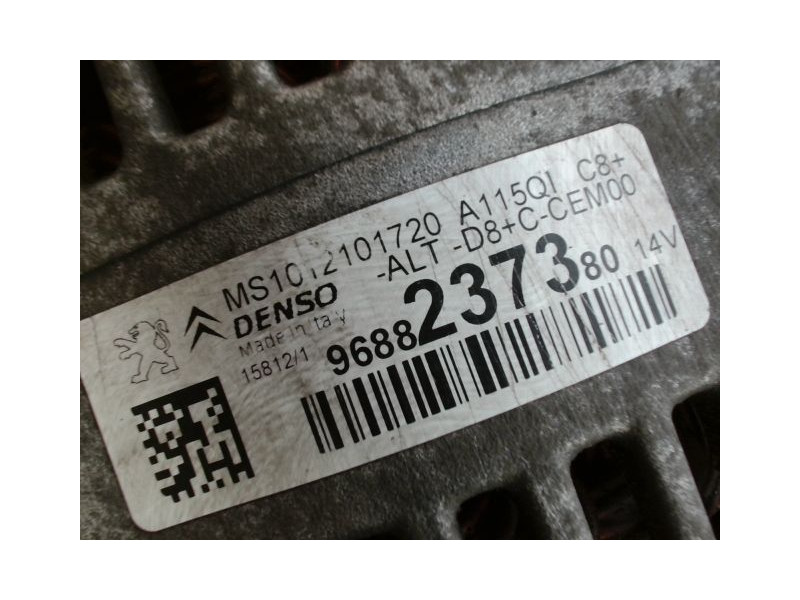 MS1012101720 A115QI C8+
DENSO -ALT -D8+C-CEM00
Made in Italy
15812/1 9688237380 14V